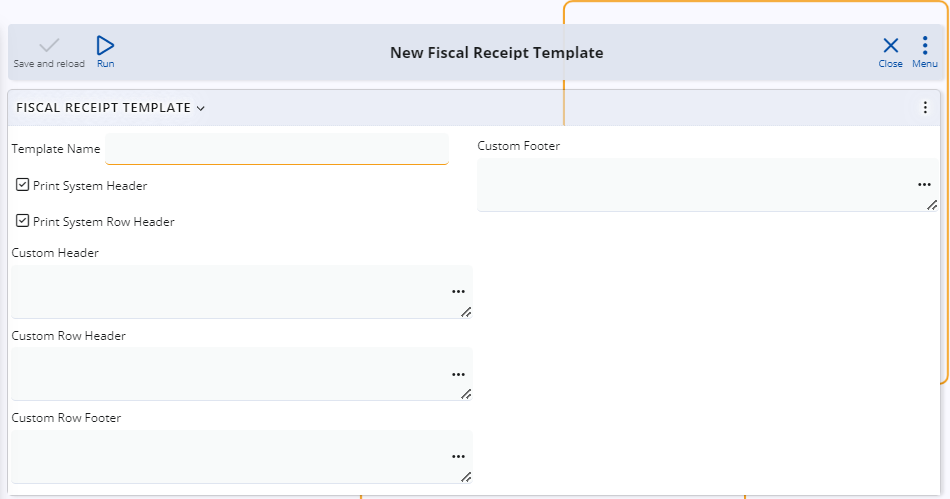 New Fiscal Receipt Template
Save and reload
Run
Close
Menu
FISCAL RECEIPT TEMPLATE
Template Name
Print System Header
Print System Row Header
Custom Header
Custom Row Header
Custom Row Footer
Custom Footer